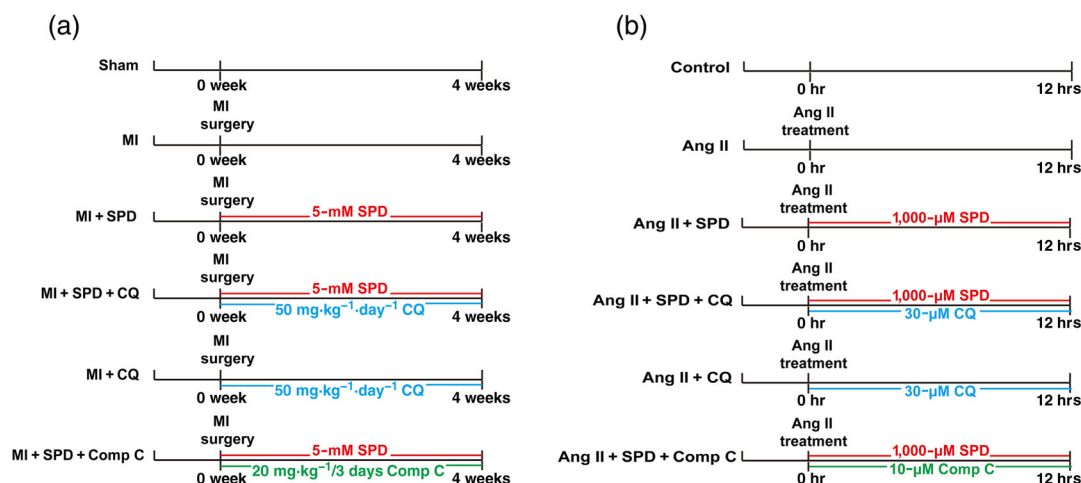 (a)
Sham
0 week
4 weeks
MI
surgery
MI
0 week
4 weeks
MI
surgery
MI + SPD
5-mM SPD
0 week
4 weeks
MI
surgery
MI + SPD + CQ
5-mM SPD
50 mg·kg⁻¹·day⁻¹ CQ
0 week
4 weeks
MI
surgery
MI + CQ
50 mg·kg⁻¹·day⁻¹ CQ
0 week
4 weeks
MI
surgery
MI + SPD + Comp C
5-mM SPD
20 mg·kg⁻¹/3 days Comp C
0 week
4 weeks
(b)
Control
0 hr
12 hrs
Ang II
treatment
Ang II
0 hr
12 hrs
Ang II
treatment
Ang II + SPD
1,000-μM SPD
0 hr
12 hrs
Ang II
treatment
Ang II + SPD + CQ
1,000-μM SPD
30-μM CQ
0 hr
12 hrs
Ang II
treatment
Ang II + CQ
30-μM CQ
0 hr
12 hrs
Ang II
treatment
Ang II + SPD + Comp C
1,000-μM SPD
10-μM Comp C
0 hr
12 hrs